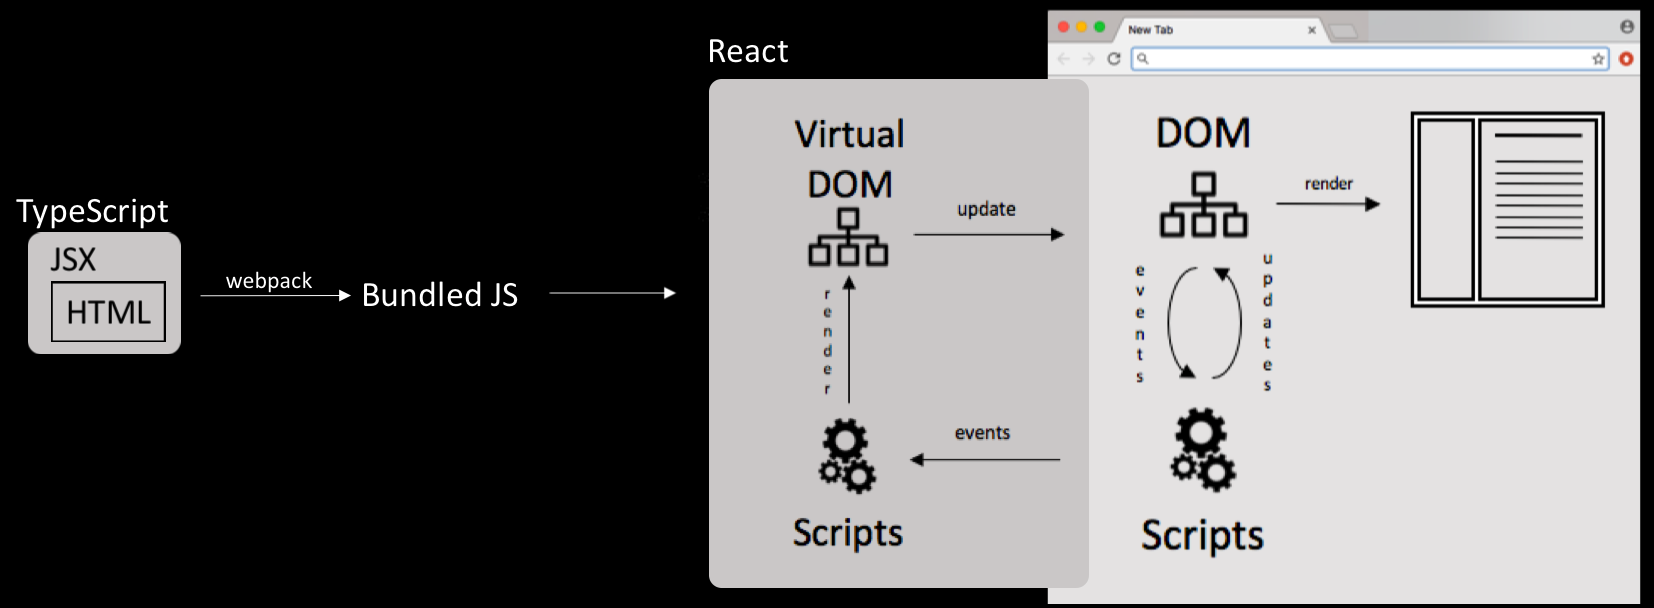 TypeScript
JSX
HTML
webpack
Bundled JS
React
Virtual
DOM
update
render
events
Scripts
New Tab
DOM
render
events
updates
Scripts